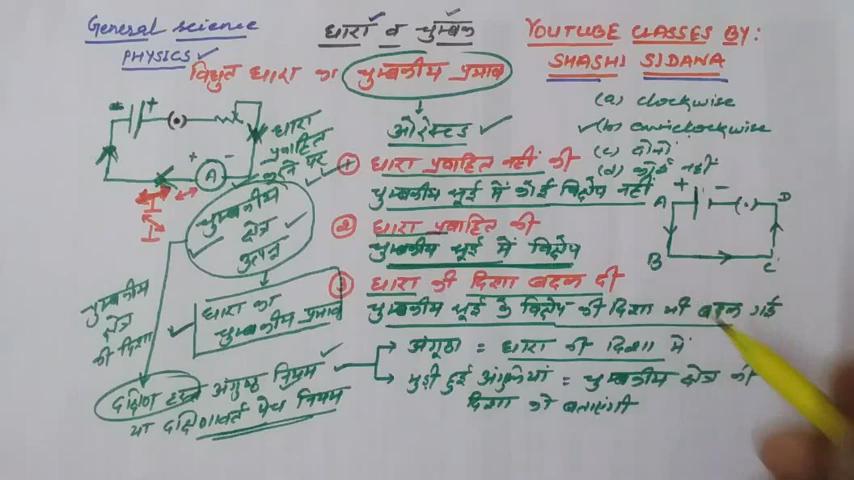 General science
PHYSICS
धारा व चुम्बक
YOUTUBE CLASSES BY:
SHASHI SIDANA
विद्युत धारा का चुम्बकीय प्रभाव
ओरेस्टेड
(a) clockwise
(b) anticlockwise
(c) दोनों
(d) कोई नहीं
+
(•)
+ A -
I
I
धारा
प्रवाहित
करने पर
चुम्बकीय
क्षेत्र
उत्पन्न
धारा का
चुम्बकीय प्रभाव
चुम्बकीय
क्षेत्र
की दिशा
① धारा प्रवाहित नहीं की
चुम्बकीय सूई में कोई विक्षेप नहीं
② धारा प्रवाहित की
चुम्बकीय सूई में विक्षेप
③ धारा की दिशा बदल दी
चुम्बकीय सूई के विक्षेप की दिशा भी बदल गई
A + - (•) D
B C
दक्षिण हस्त अंगुष्ठ नियम
या दक्षिणावर्त पेच नियम
अंगूठा = धारा की दिशा में
मुड़ी हुई अंगुलियां = चुम्बकीय क्षेत्र की
दिशा को बताएंगी